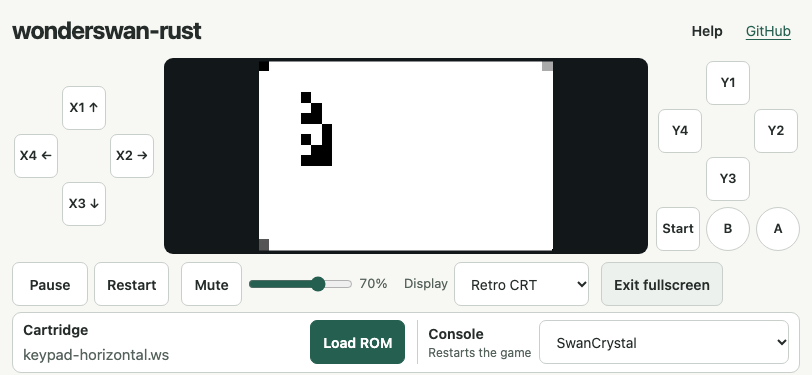 wonderswan-rust
Help
GitHub
X1 ↑
X4 ←
X2 →
X3 ↓
Y1
Y4
Y2
Y3
Start
B
A
Pause
Restart
Mute
70%
Display
Retro CRT
Exit fullscreen
Cartridge
keypad-horizontal.ws
Load ROM
Console
Restarts the game
SwanCrystal